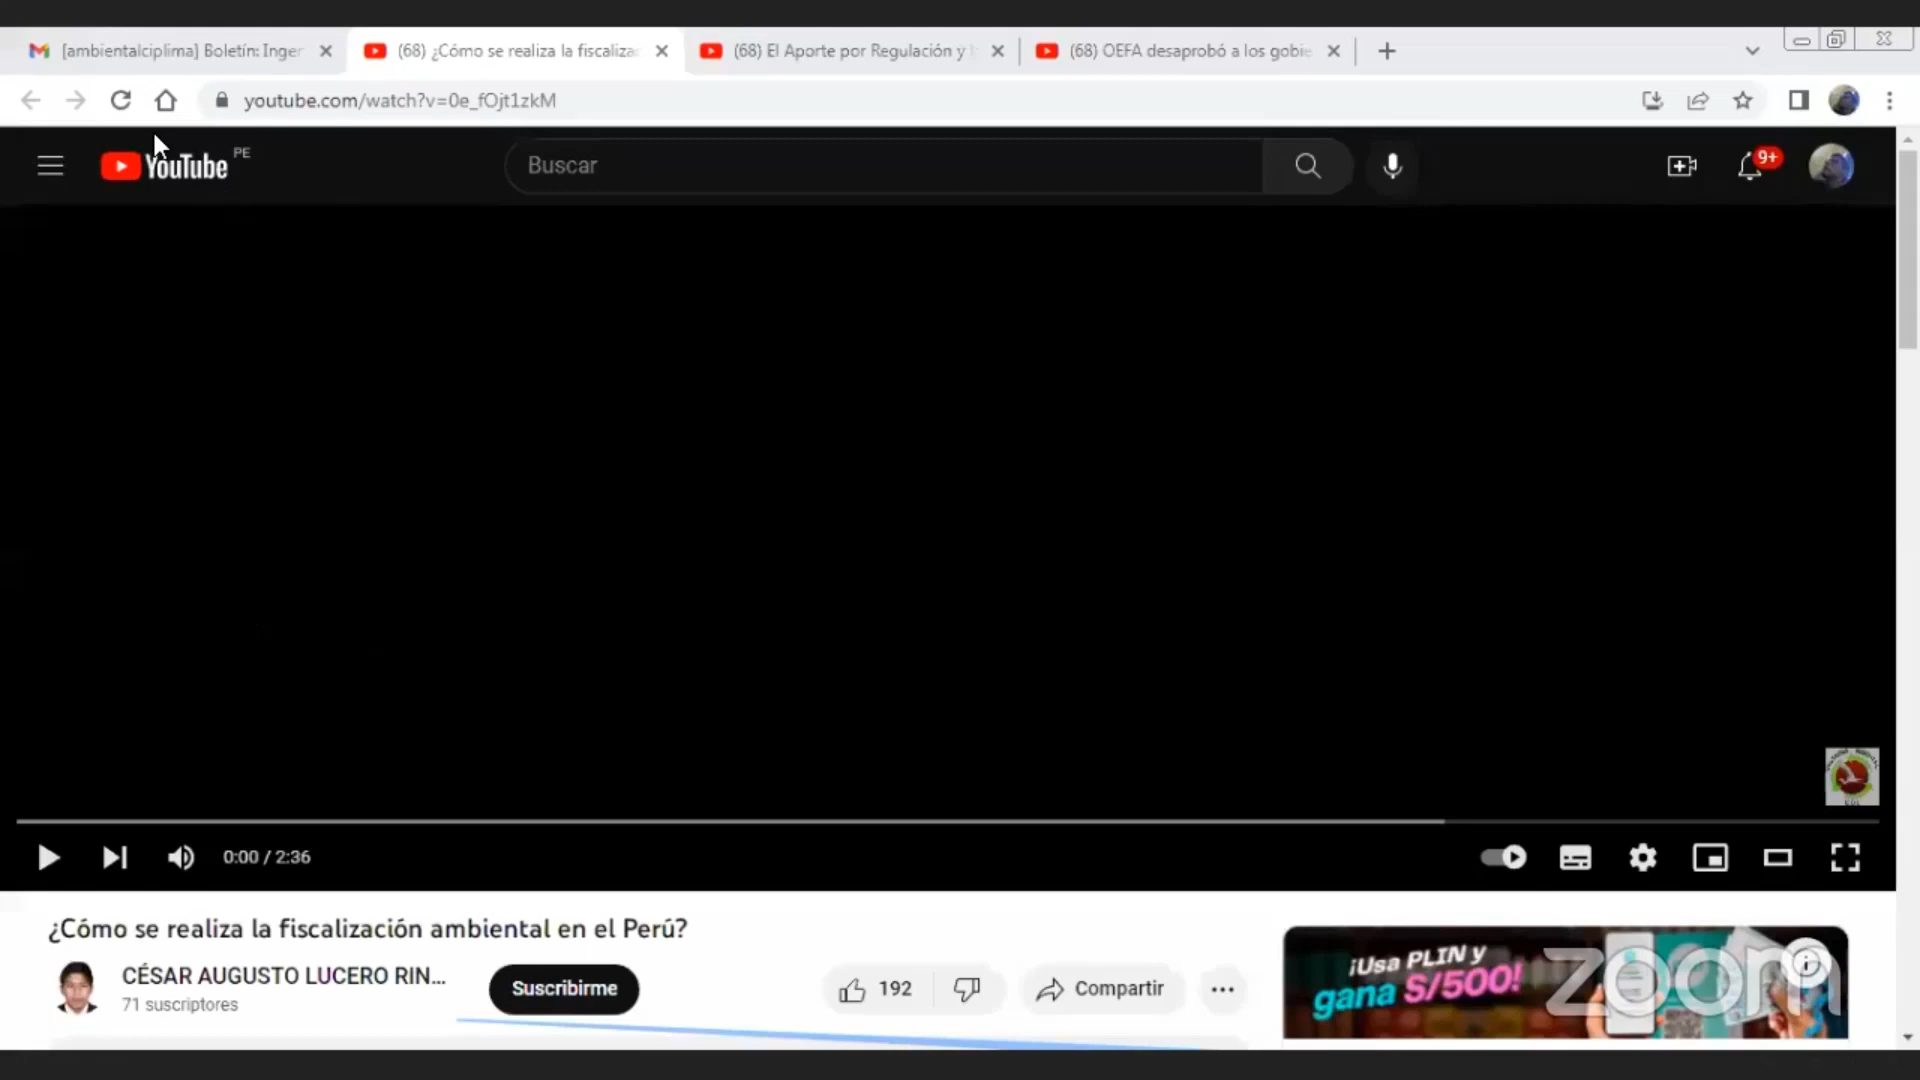 [ambientalciplima] Boletín: Inger
(68) ¿Cómo se realiza la fiscaliza
(68) El Aporte por Regulación y
(68) OEFA desaprobó a los gobie
youtube.com/watch?v=0e_fOjt1zkM
YouTube PE
Buscar
9+
0:00 / 2:36
¿Cómo se realiza la fiscalización ambiental en el Perú?
CÉSAR AUGUSTO LUCERO RIN...
71 suscriptores
Suscribirme
192
Compartir
¡Usa PLIN y
gana S/500!
zoom